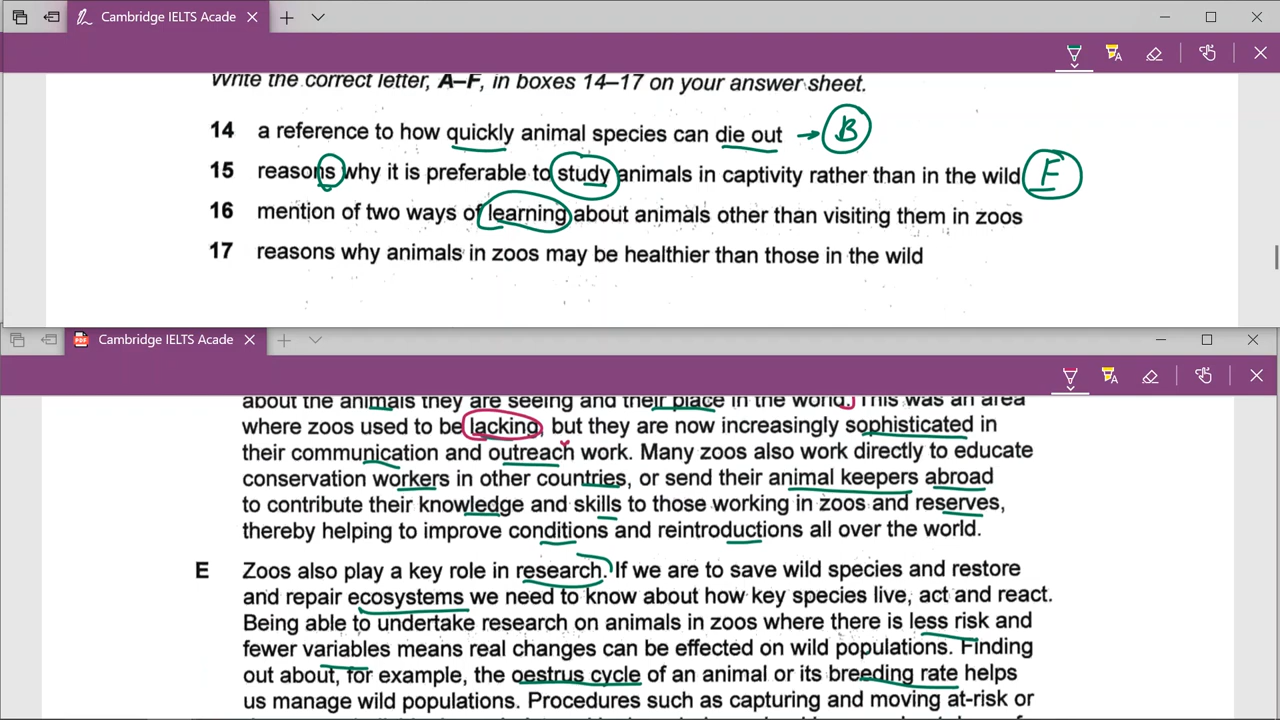 Cambridge IELTS Acade
Write the correct letter, A–F, in boxes 14–17 on your answer sheet.
14 a reference to how quickly animal species can die out → B
15 reasons why it is preferable to study animals in captivity rather than in the wild F
16 mention of two ways of learning about animals other than visiting them in zoos
17 reasons why animals in zoos may be healthier than those in the wild
Cambridge IELTS Acade
about the animals they are seeing and their place in the world. This was an area
where zoos used to be lacking, but they are now increasingly sophisticated in
their communication and outreach work. Many zoos also work directly to educate
conservation workers in other countries, or send their animal keepers abroad
to contribute their knowledge and skills to those working in zoos and reserves,
thereby helping to improve conditions and reintroductions all over the world.
E Zoos also play a key role in research. If we are to save wild species and restore
and repair ecosystems we need to know about how key species live, act and react.
Being able to undertake research on animals in zoos where there is less risk and
fewer variables means real changes can be effected on wild populations. Finding
out about, for example, the oestrus cycle of an animal or its breeding rate helps
us manage wild populations. Procedures such as capturing and moving at-risk or